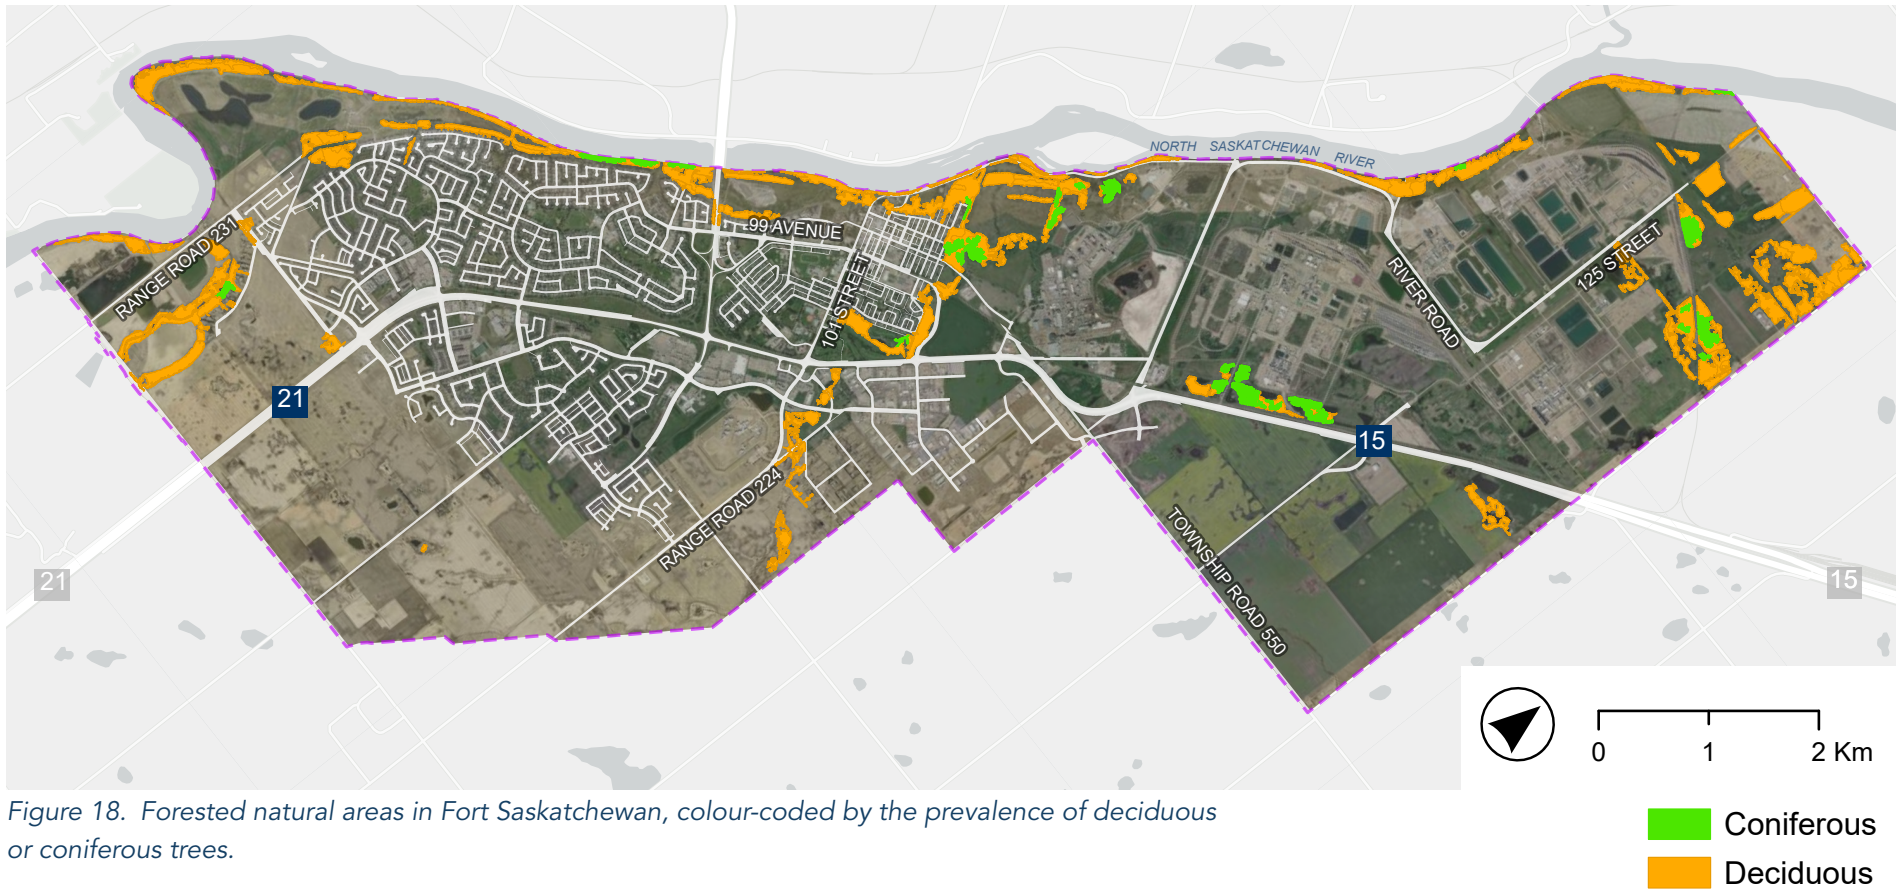 NORTH SASKATCHEWAN RIVER
99 AVENUE
RANGE ROAD 231
101 STREET
125 STREET
RIVER ROAD
21
15
RANGE ROAD 224
TOWNSHIP ROAD 550
21
15
0 1 2 Km
Figure 18. Forested natural areas in Fort Saskatchewan, colour-coded by the prevalence of deciduous
or coniferous trees.
Coniferous
Deciduous